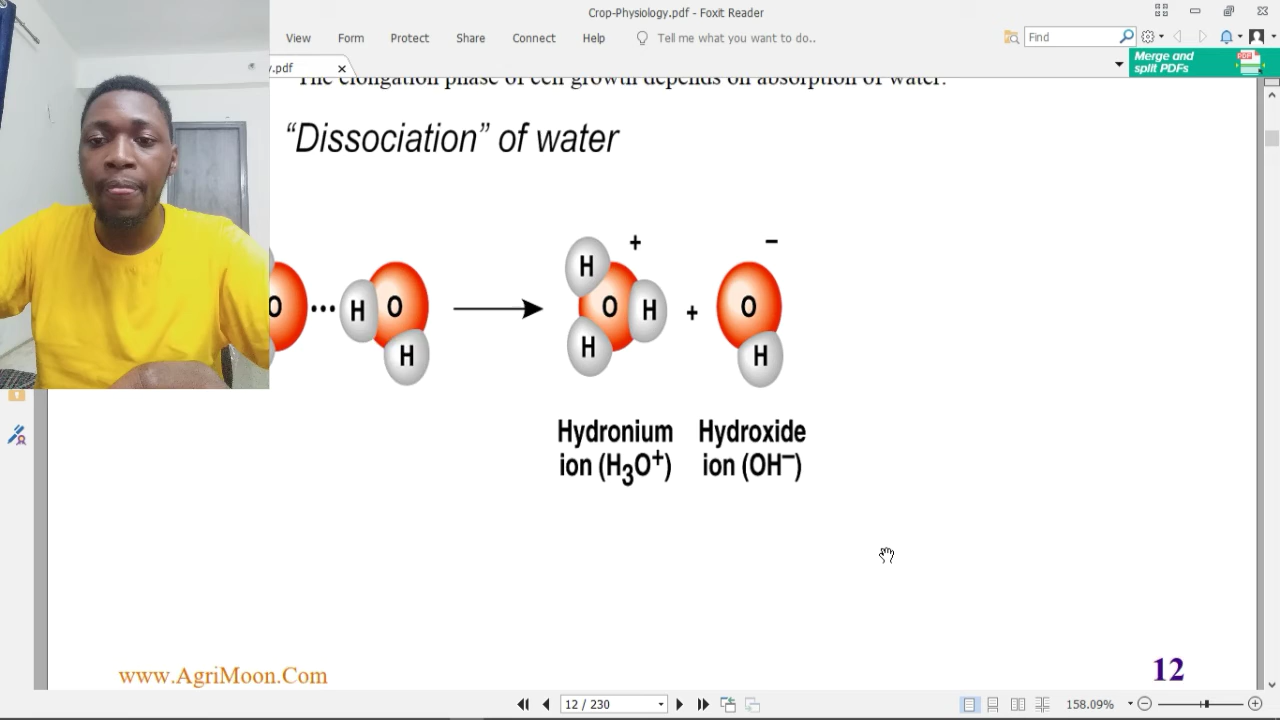 Crop-Physiology.pdf - Foxit Reader
View Form Protect Share Connect Help Tell me what you want to do.. Find
.pdf
Merge and split PDFs
The elongation phase of cell growth depends on absorption of water.
“Dissociation” of water
+ −
H
O ••• H O O H + O
H H H
Hydronium Hydroxide
ion (H₃O⁺) ion (OH⁻)
www.AgriMoon.Com 12
12 / 230 158.09%